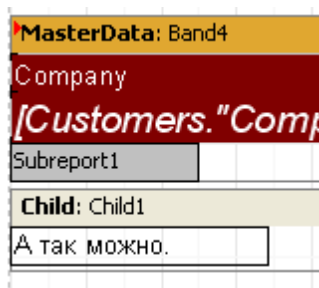 MasterData: Band4
Company
[Customers."Comp
Subreport1
Child: Child1
А так можно.